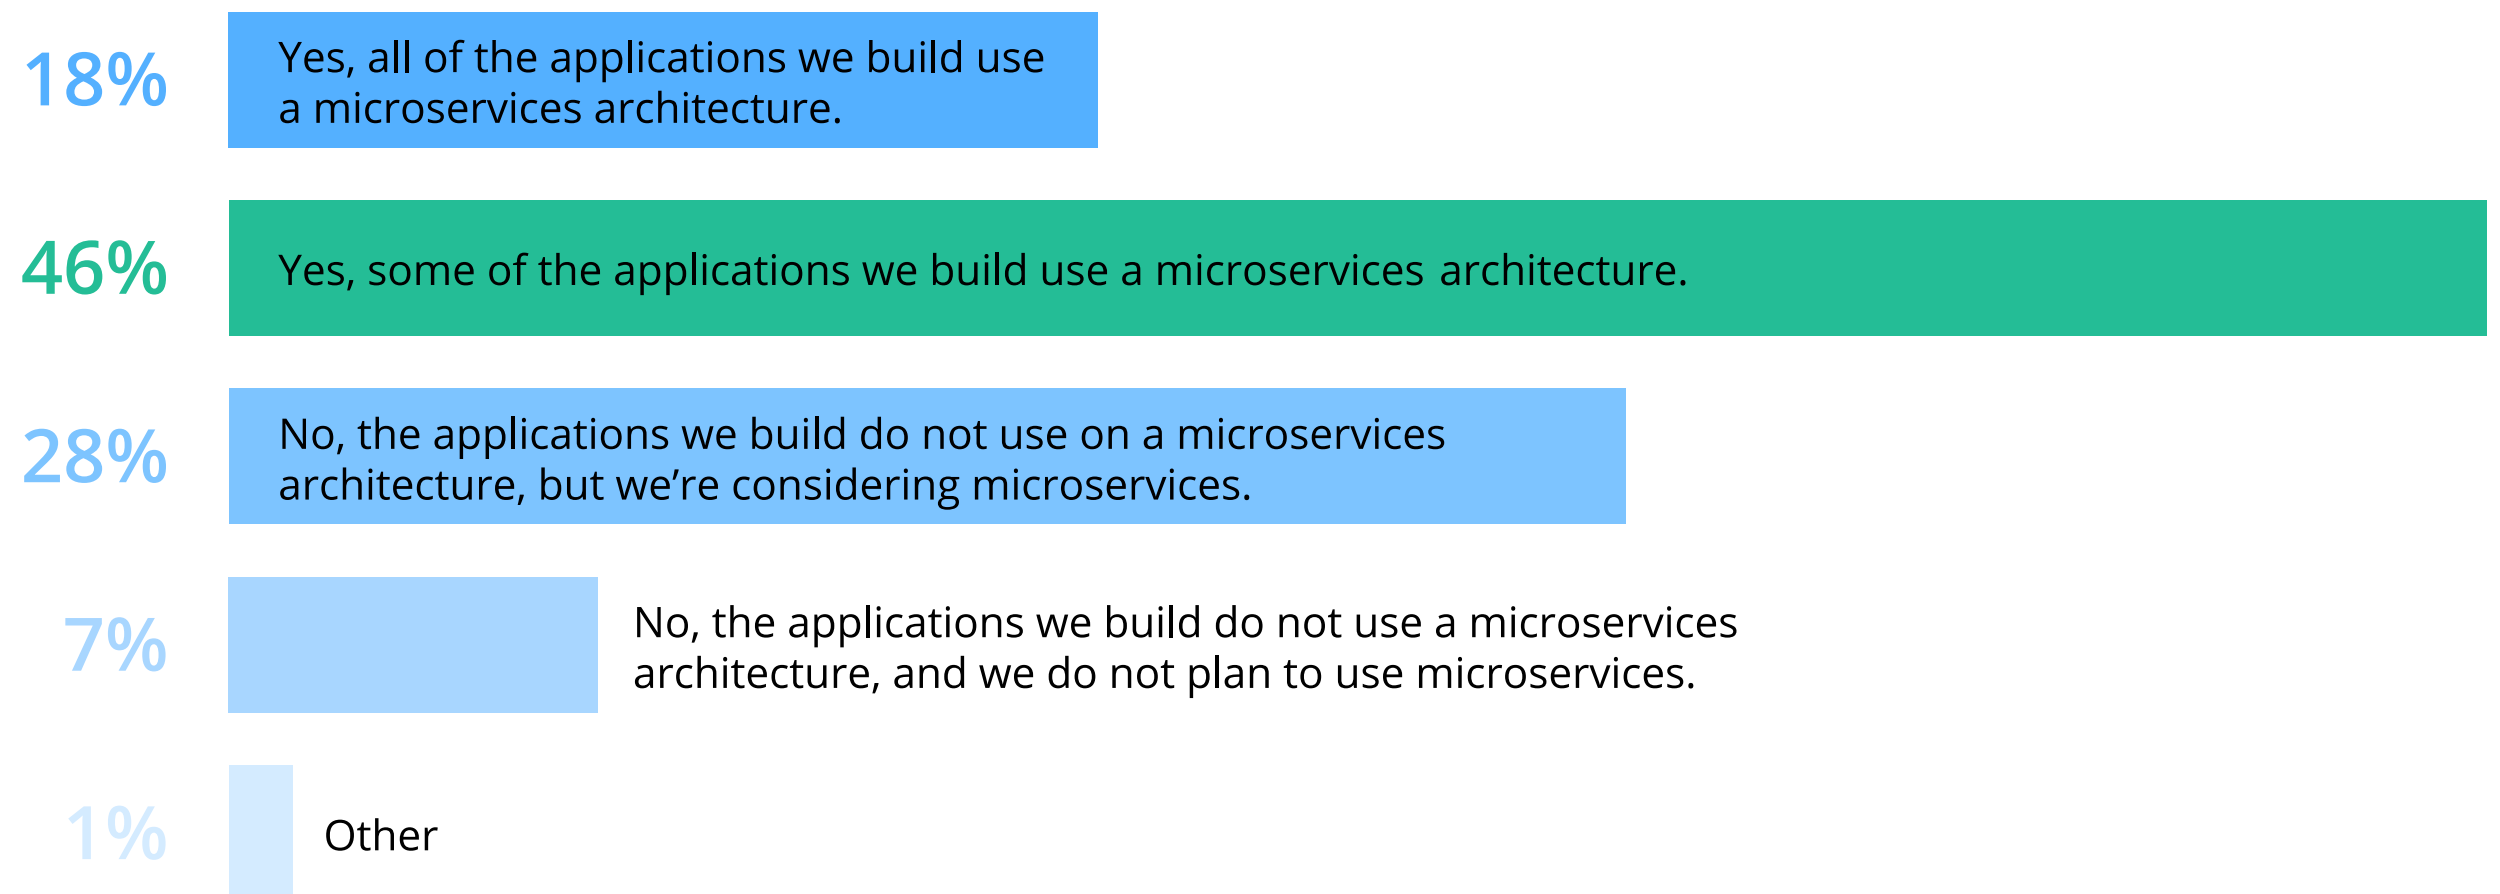 18%
Yes, all of the applications we build use
a microservices architecture.
46%
Yes, some of the applications we build use a microservices architecture.
28%
No, the applications we build do not use on a microservices
architecture, but we’re considering microservices.
7%
No, the applications we build do not use a microservices
architecture, and we do not plan to use microservices.
1%
Other